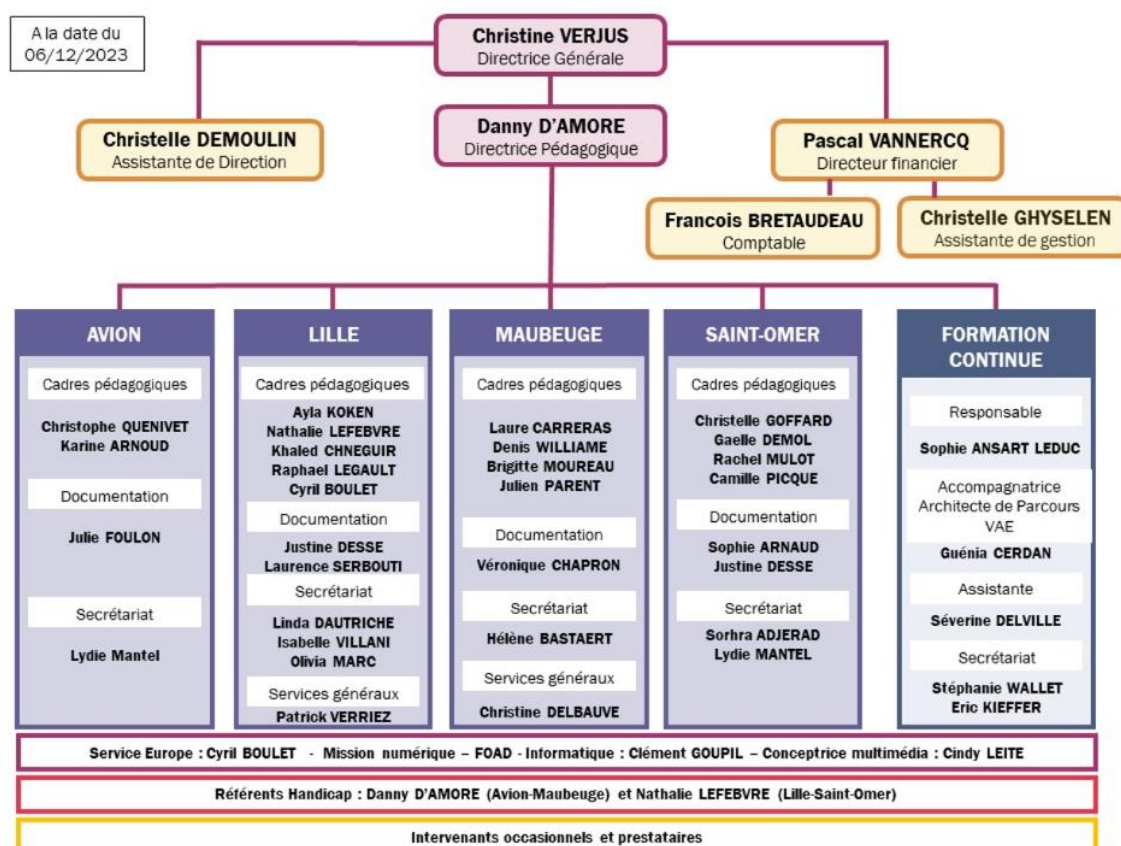 A la date du
06/12/2023
Christine VERJUS
Directrice Générale
Christelle DEMOULIN
Assistante de Direction
Danny D'AMORE
Directrice Pédagogique
Pascal VANNERCQ
Directeur financier
Francois BRETAUDEAU
Comptable
Christelle GHYSELEN
Assistante de gestion
AVION
Cadres pédagogiques
Christophe QUENIVET
Karine ARNOUD
Documentation
Julie FOULON
Secrétariat
Lydie Mantel
LILLE
Cadres pédagogiques
Ayla KOKEN
Nathalie LEFEBVRE
Khaled CHNEGUIR
Raphael LEGAULT
Cyril BOULET
Documentation
Justine DESSE
Laurence SERBOUTI
Secrétariat
Linda DAUTRICHE
Isabelle VILLANI
Olivia MARC
Services généraux
Patrick VERRIEZ
MAUBEUGE
Cadres pédagogiques
Laure CARRERAS
Denis WILLIAME
Brigitte MOUREAU
Julien PARENT
Documentation
Véronique CHAPRON
Secrétariat
Hélène BASTAERT
Services généraux
Christine DELBAUVE
SAINT-OMER
Cadres pédagogiques
Christelle GOFFARD
Gaelle DEMOL
Rachel MULOT
Camille PICQUE
Documentation
Sophie ARNAUD
Justine DESSE
Secrétariat
Sorhra ADJERAD
Lydie MANTEL
FORMATION
CONTINUE
Responsable
Sophie ANSART LEDUC
Accompagnatrice
Architecte de Parcours
VAE
Guénia CERDAN
Assistante
Séverine DELVILLE
Secrétariat
Stéphanie WALLET
Eric KIEFFER
Service Europe : Cyril BOULET - Mission numérique – FOAD - Informatique : Clément GOUPIL – Conceptrice multimédia : Cindy LEITE
Référents Handicap : Danny D'AMORE (Avion-Maubeuge) et Nathalie LEFEBVRE (Lille-Saint-Omer)
Intervenants occasionnels et prestataires